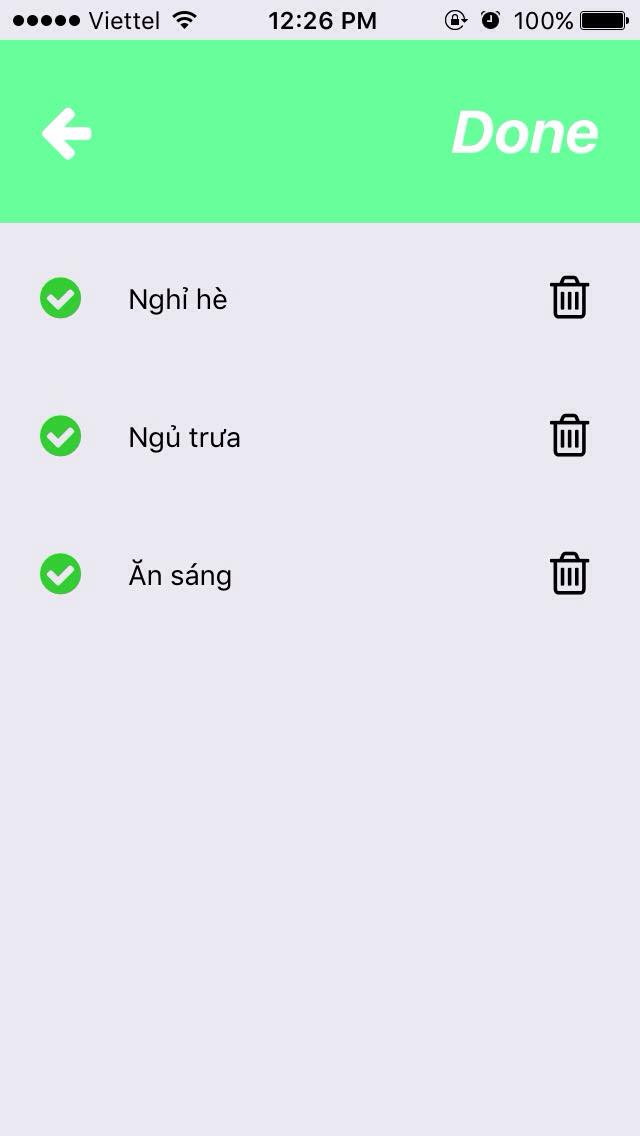 Viettel 12:26 PM 100%
Done
Nghỉ hè
Ngủ trưa
Ăn sáng